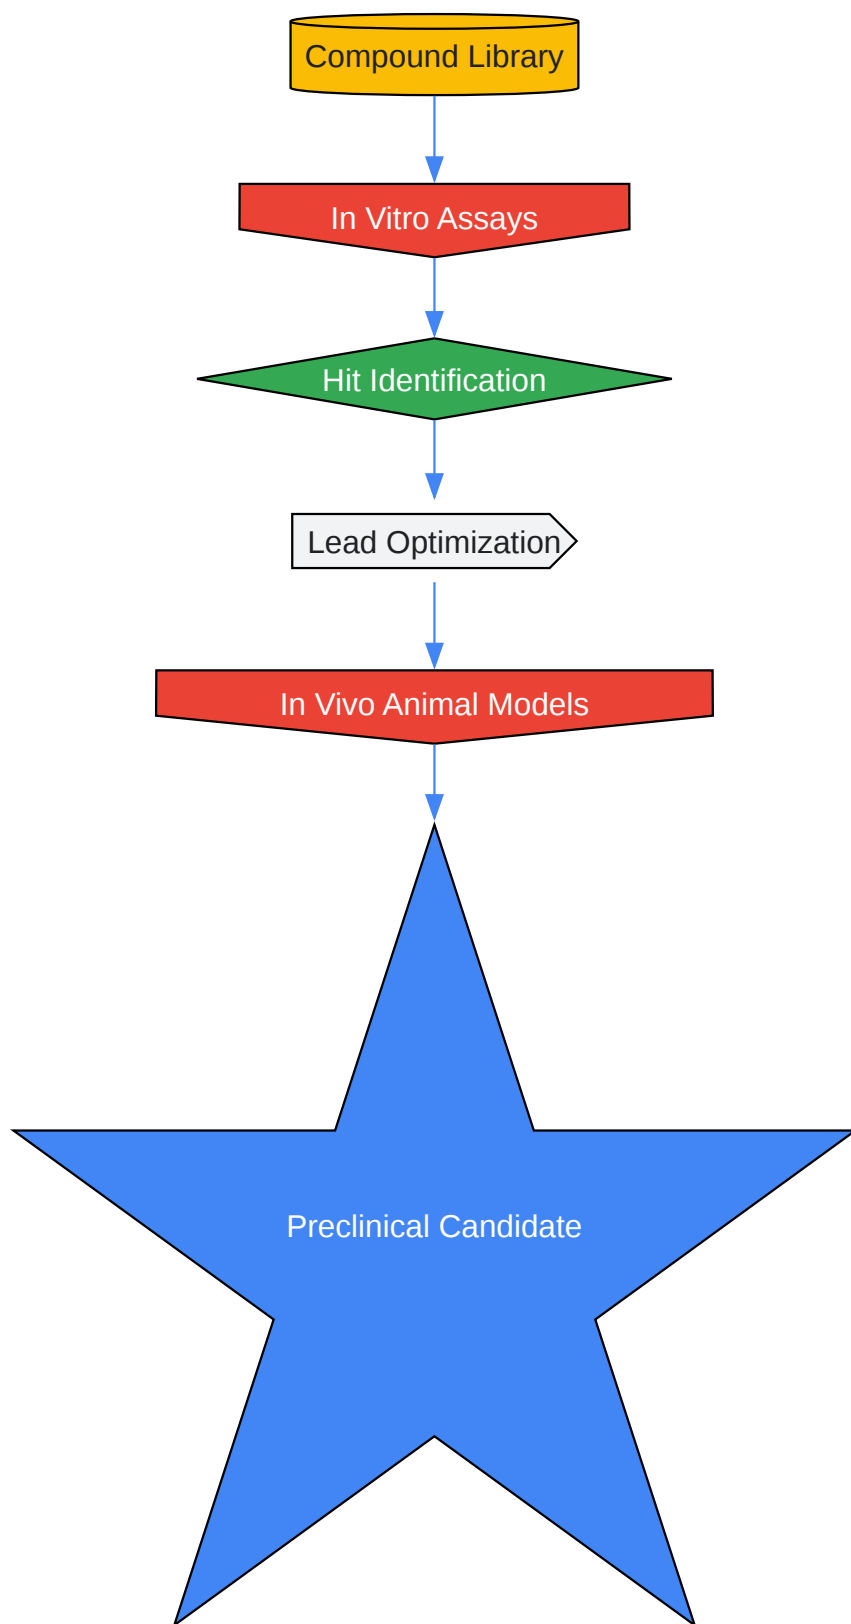 Compound Library
In Vitro Assays
Hit Identification
Lead Optimization
In Vivo Animal Models
Preclinical Candidate